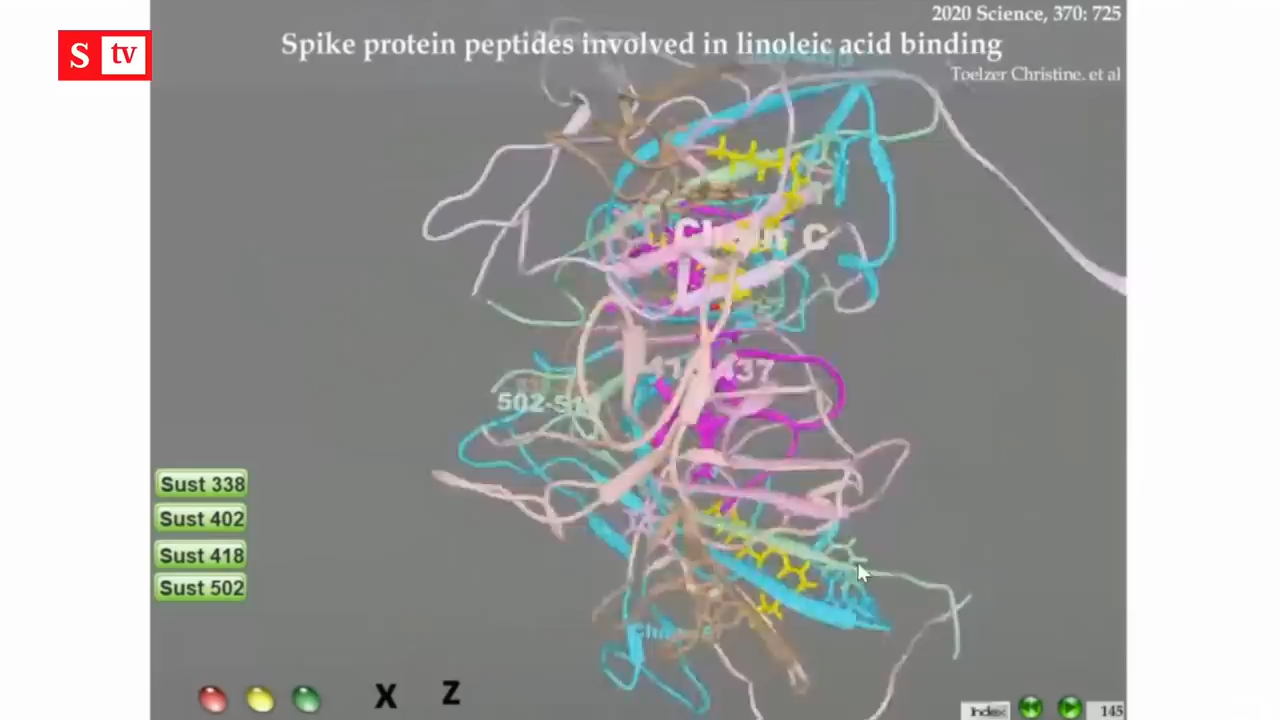 2020 Science, 370: 725
S tv
Spike protein peptides involved in linoleic acid binding
Toelzer Christine. et al
Chain C
502-51
Sust 338
Sust 402
Sust 418
Sust 502
X Z
Index
145